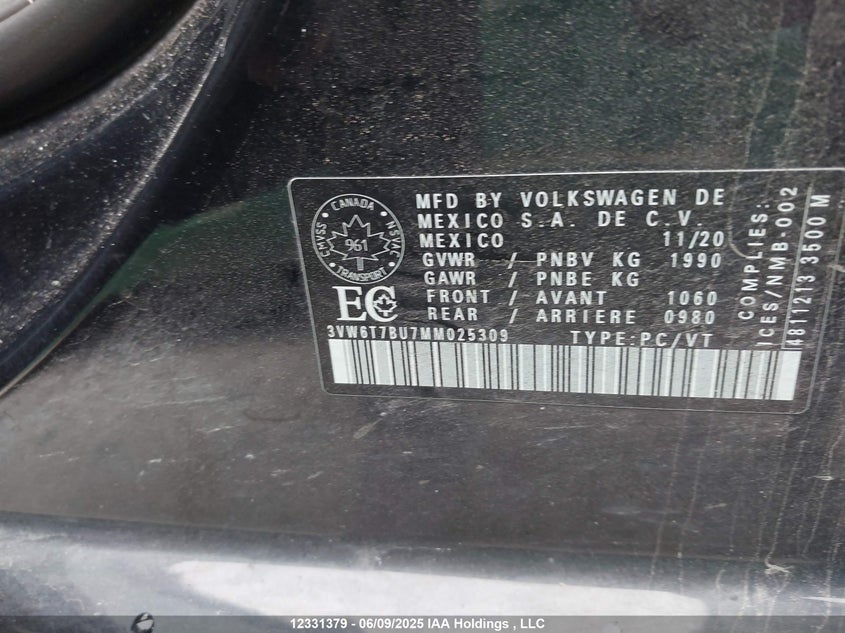 CANADA
CMVSS NSVAC
961
TRANSPORT
EC
MFD BY VOLKSWAGEN DE
MEXICO S.A. DE C.V.
MEXICO 11/20
GVWR / PNBV KG 1990
GAWR / PNBE KG
FRONT / AVANT 1060
REAR / ARRIERE 0980
3VW6T7BU7MM025309 TYPE:PC/VT
COMPLIES:
ICES/NMB-002
4811213 3500 M
12331379 - 06/09/2025 IAA Holdings , LLC